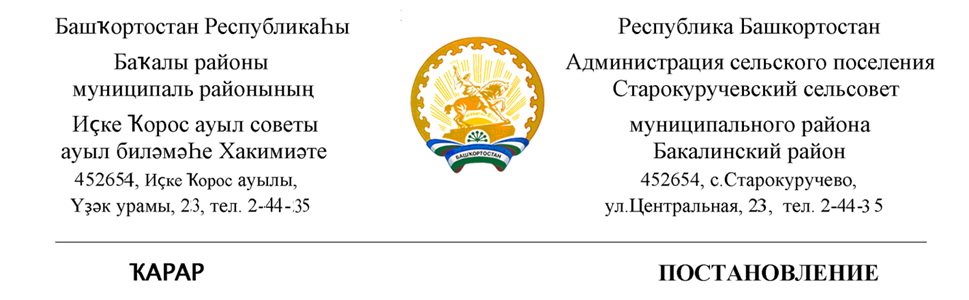 Башҡортостан Республикаһы
Баҡалы районы
муниципаль районының
Иҫке Ҡорос ауыл советы
ауыл биләмәһе Хакимиәте
452654, Иҫке Ҡорос ауылы,
Үҙәк урамы, 23, тел. 2-44-35
БАШҠОРТОСТАН
Республика Башкортостан
Администрация сельского поселения
Старокуручевский сельсовет
муниципального района
Бакалинский район
452654, с.Старокуручево,
ул.Центральная, 23, тел. 2-44-3 5
ҠАРАР
ПОСТАНОВЛЕНИЕ